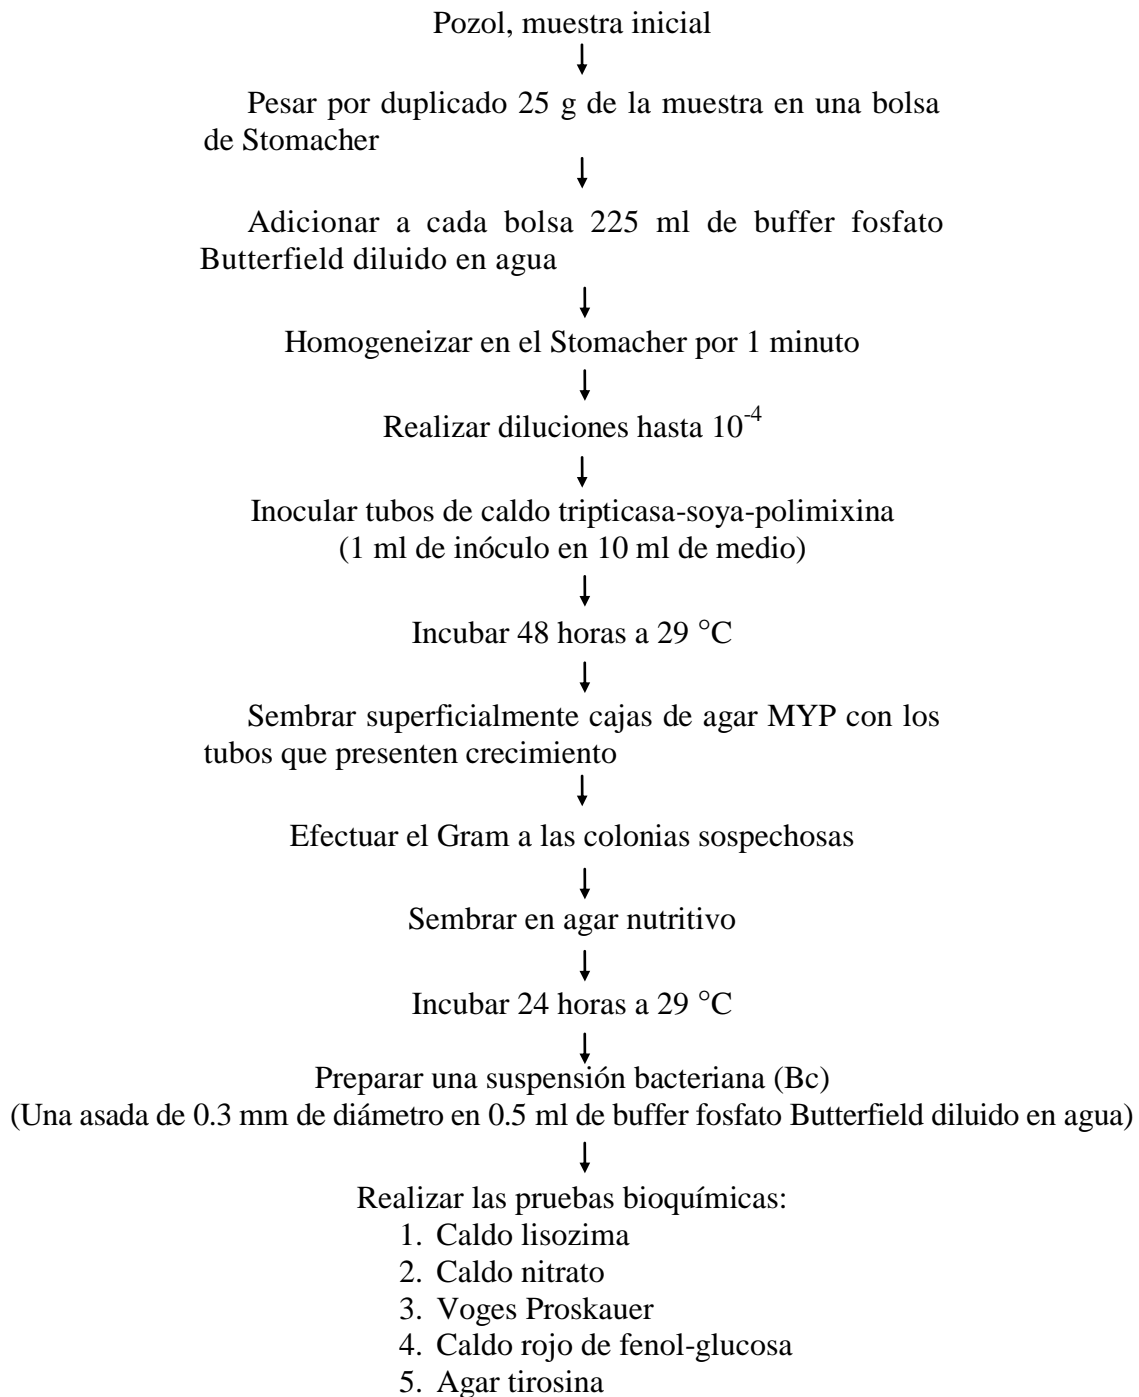 Pozol, muestra inicial
Pesar por duplicado 25 g de la muestra en una bolsa
de Stomacher
Adicionar a cada bolsa 225 ml de buffer fosfato
Butterfield diluido en agua
Homogeneizar en el Stomacher por 1 minuto
Realizar diluciones hasta 10⁻⁴
Inocular tubos de caldo tripticasa-soya-polimixina
(1 ml de inóculo en 10 ml de medio)
Incubar 48 horas a 29 °C
Sembrar superficialmente cajas de agar MYP con los
tubos que presenten crecimiento
Efectuar el Gram a las colonias sospechosas
Sembrar en agar nutritivo
Incubar 24 horas a 29 °C
Preparar una suspensión bacteriana (Bc)
(Una asada de 0.3 mm de diámetro en 0.5 ml de buffer fosfato Butterfield diluido en agua)
Realizar las pruebas bioquímicas:
1. Caldo lisozima
2. Caldo nitrato
3. Voges Proskauer
4. Caldo rojo de fenol-glucosa
5. Agar tirosina